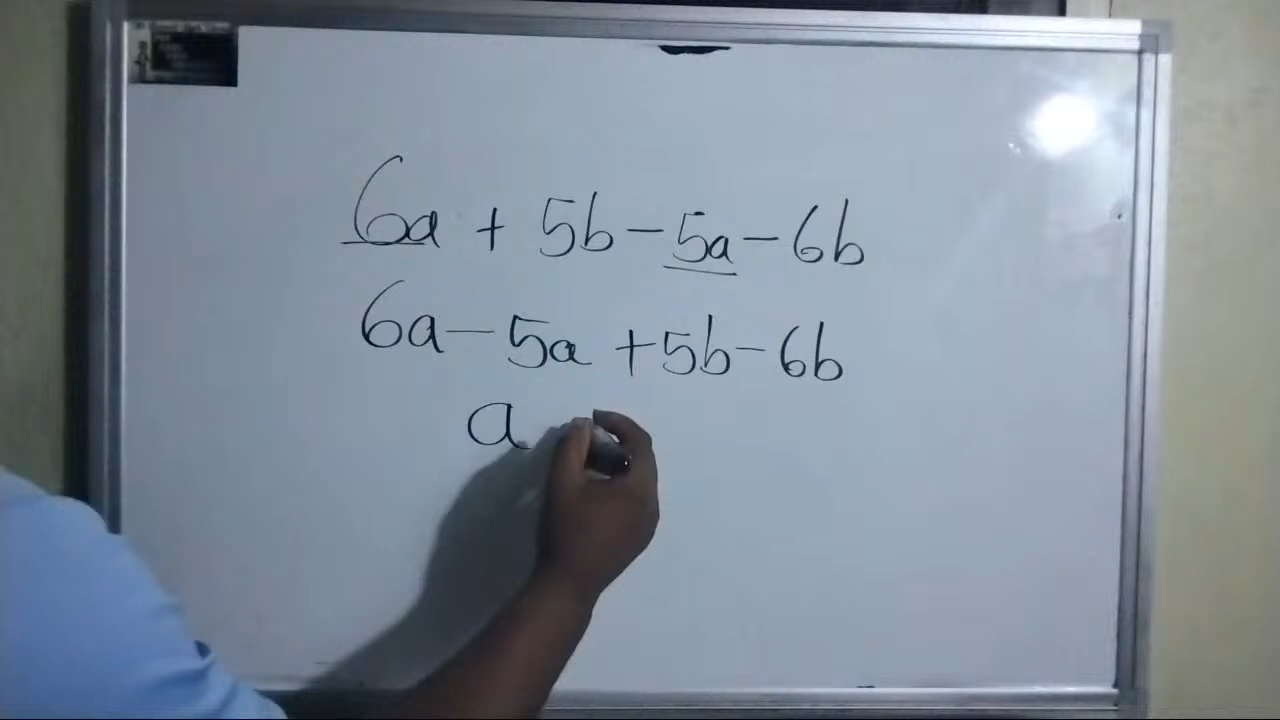 6a + 5b - 5a - 6b
6a - 5a + 5b - 6b
a